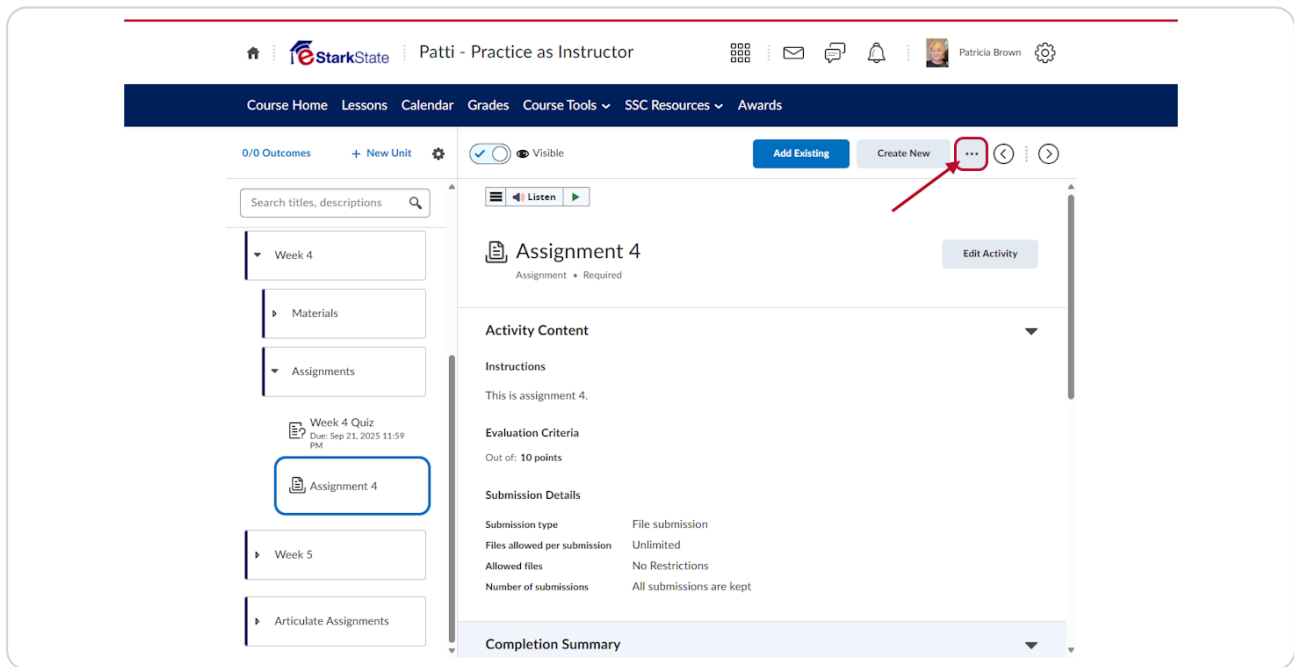 eStarkState
Patti - Practice as Instructor
Patricia Brown
Course Home Lessons Calendar Grades Course Tools SSC Resources Awards
0/0 Outcomes + New Unit
Visible
Add Existing
Create New
...
Search titles, descriptions
Listen
Week 4
Materials
Assignments
Week 4 Quiz
Due: Sep 21, 2025 11:59
PM
Assignment 4
Week 5
Articulate Assignments
Assignment 4
Assignment • Required
Edit Activity
Activity Content
Instructions
This is assignment 4.
Evaluation Criteria
Out of: 10 points
Submission Details
Submission type File submission
Files allowed per submission Unlimited
Allowed files No Restrictions
Number of submissions All submissions are kept
Completion Summary